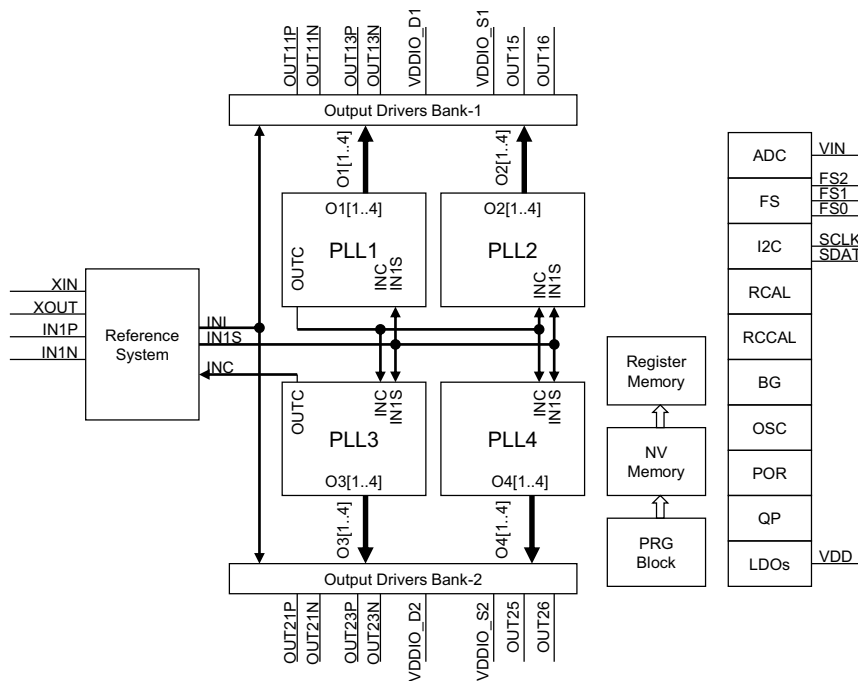 OUT11P
OUT11N
OUT13P
OUT13N
VDDIO_D1
VDDIO_S1
OUT15
OUT16
Output Drivers Bank-1
O1[1..4]
O2[1..4]
O1[1..4]
PLL1
OUTC
INC
IN1S
O2[1..4]
PLL2
INC
IN1S
XIN
XOUT
IN1P
IN1N
Reference
System
INI
IN1S
INC
OUTC
INC
IN1S
PLL3
O3[1..4]
INC
IN1S
PLL4
O4[1..4]
O3[1..4]
O4[1..4]
Output Drivers Bank-2
OUT21P
OUT21N
OUT23P
OUT23N
VDDIO_D2
VDDIO_S2
OUT25
OUT26
Register
Memory
NV
Memory
PRG
Block
ADC
VIN
FS
FS2
FS1
FS0
I2C
SCLK
SDAT
RCAL
RCCAL
BG
OSC
POR
QP
LDOs
VDD